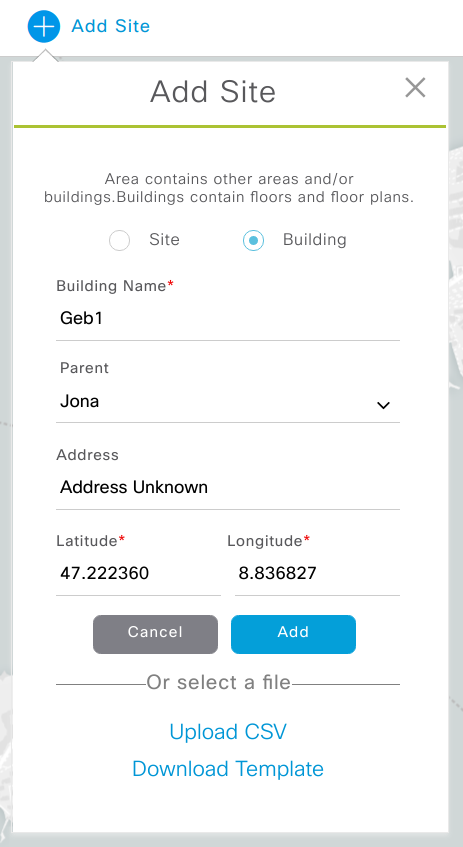 Add Site
Add Site
Area contains other areas and/or
buildings.Buildings contain floors and floor plans.
Site Building
Building Name*
Geb1
Parent
Jona
Address
Address Unknown
Latitude* Longitude*
47.222360 8.836827
Cancel Add
Or select a file
Upload CSV
Download Template